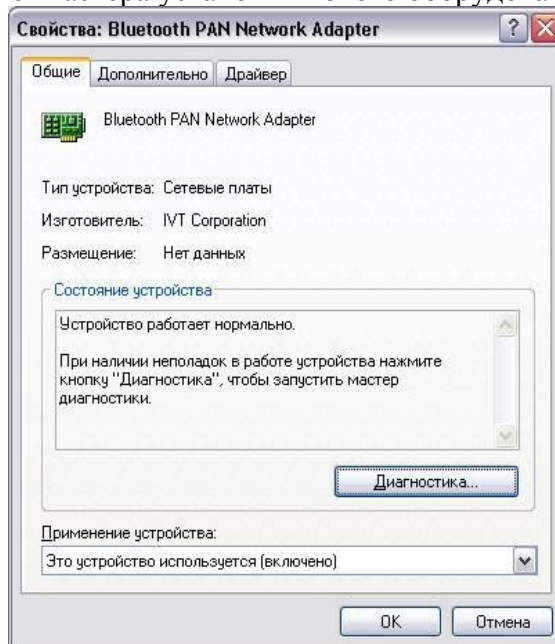 Свойства: Bluetooth PAN Network Adapter
Общие Дополнительно Драйвер
Bluetooth PAN Network Adapter
Тип устройства: Сетевые платы
Изготовитель: IVT Corporation
Размещение: Нет данных
Состояние устройства
Устройство работает нормально.
При наличии неполадок в работе устройства нажмите
кнопку "Диагностика", чтобы запустить мастер
диагностики.
Диагностика...
Применение устройства:
Это устройство используется (включено)
OK Отмена